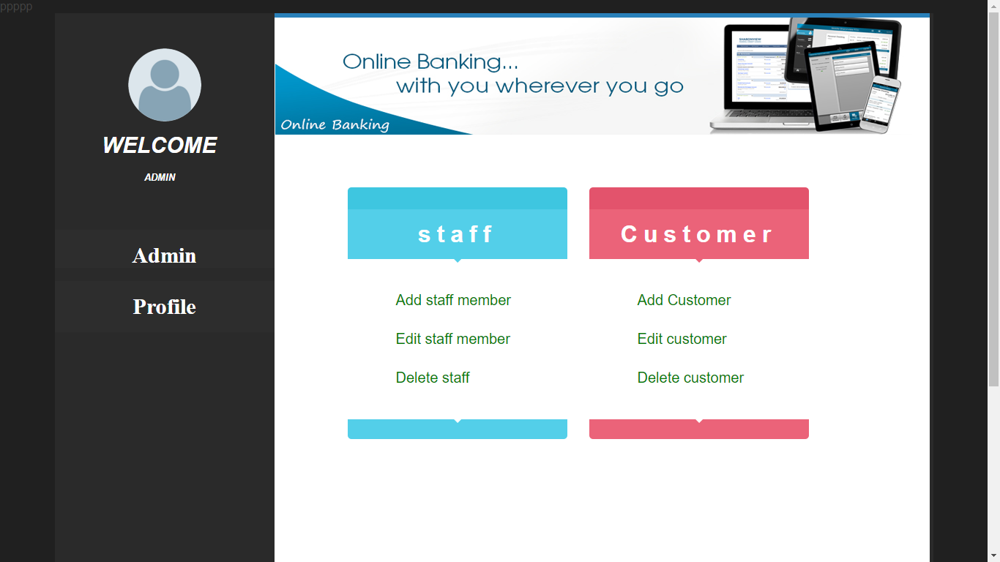 ppppp
WELCOME
ADMIN
Admin
Profile
Online Banking...
with you wherever you go
Online Banking
SHARONVIEW
staff
Add staff member
Edit staff member
Delete staff
Customer
Add Customer
Edit customer
Delete customer